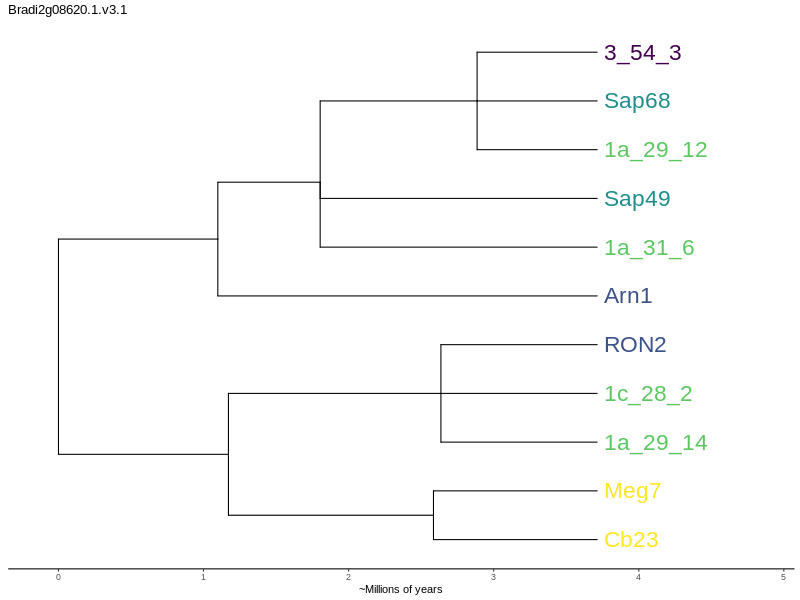 Bradi2g08620.1.v3.1
3_54_3
Sap68
1a_29_12
Sap49
1a_31_6
Arn1
RON2
1c_28_2
1a_29_14
Meg7
Cb23
0 1 2 3 4 5
~Millions of years